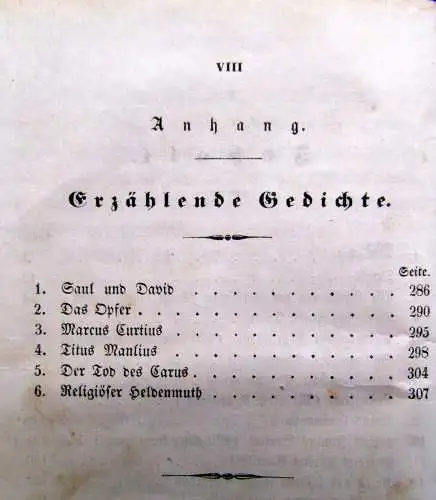 VIII
Anhang.
Erzählende Gedichte.
Seite.
1. Saul und David . . . . . . . . . . 286
2. Das Opfer . . . . . . . . . . . 290
3. Marcus Curtius . . . . . . . . . . 295
4. Titus Manlius . . . . . . . . . . 298
5. Der Tod des Carus . . . . . . . . . 304
6. Religiöser Heldenmuth . . . . . . . . 307